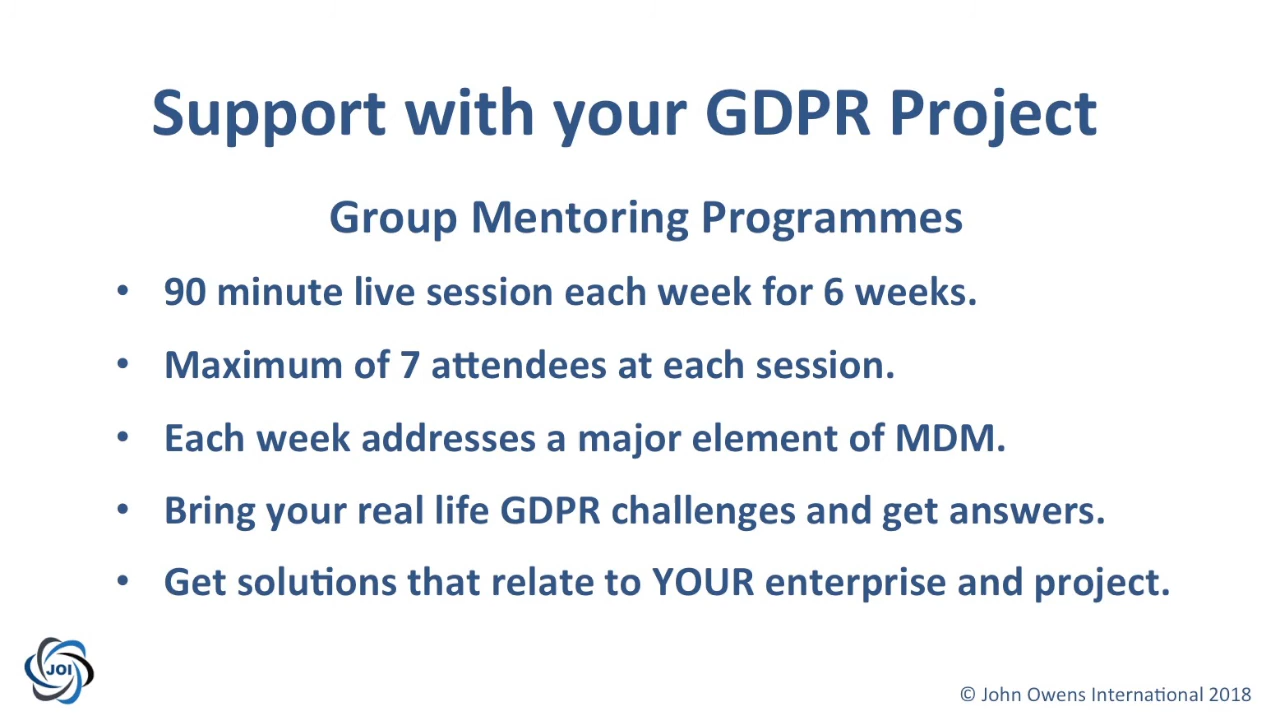 Support with your GDPR Project
Group Mentoring Programmes
• 90 minute live session each week for 6 weeks.
• Maximum of 7 attendees at each session.
• Each week addresses a major element of MDM.
• Bring your real life GDPR challenges and get answers.
• Get solutions that relate to YOUR enterprise and project.
JOI
© John Owens International 2018